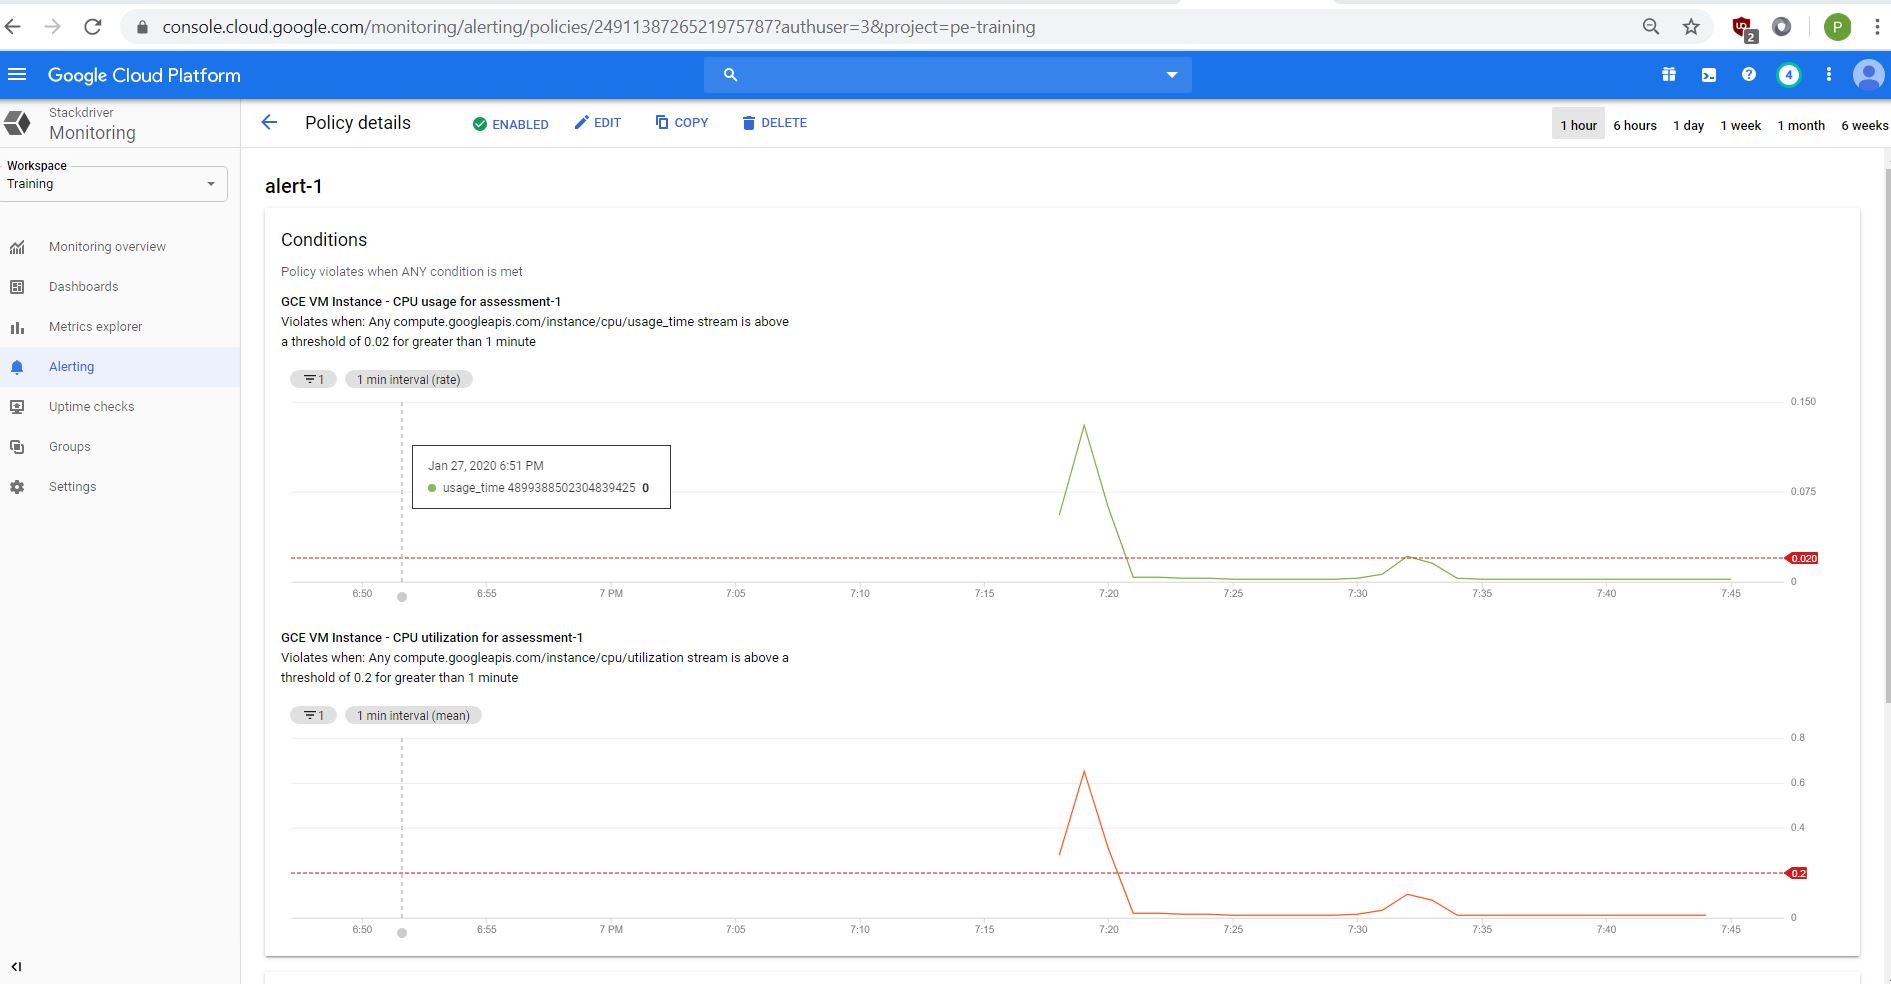 console.cloud.google.com/monitoring/alerting/policies/2491138726521975787?authuser=3&project=pe-training
UD
2
P
Google Cloud Platform
4
Stackdriver
Monitoring
Policy details
ENABLED
EDIT
COPY
DELETE
1 hour 6 hours 1 day 1 week 1 month 6 weeks
Workspace
Training
Monitoring overview
Dashboards
Metrics explorer
Alerting
Uptime checks
Groups
Settings
alert-1
Conditions
Policy violates when ANY condition is met
GCE VM Instance - CPU usage for assessment-1
Violates when: Any compute.googleapis.com/instance/cpu/usage_time stream is above
a threshold of 0.02 for greater than 1 minute
1
1 min interval (rate)
0.150
Jan 27, 2020 6:51 PM
usage_time 4899388502304839425 0
0.075
0.020
0
6:50 6:55 7 PM 7:05 7:10 7:15 7:20 7:25 7:30 7:35 7:40 7:45
GCE VM Instance - CPU utilization for assessment-1
Violates when: Any compute.googleapis.com/instance/cpu/utilization stream is above a
threshold of 0.2 for greater than 1 minute
1
1 min interval (mean)
0.8
0.6
0.4
0.2
0
6:50 6:55 7 PM 7:05 7:10 7:15 7:20 7:25 7:30 7:35 7:40 7:45